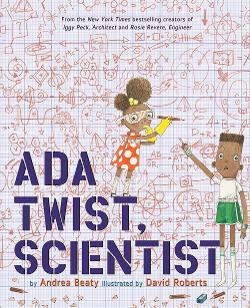 From the New York Times bestselling creators of
Iggy Peck, Architect and Rosie Revere, Engineer
ADA
TWIST,
SCIENTIST
by Andrea Beaty illustrated by David Roberts